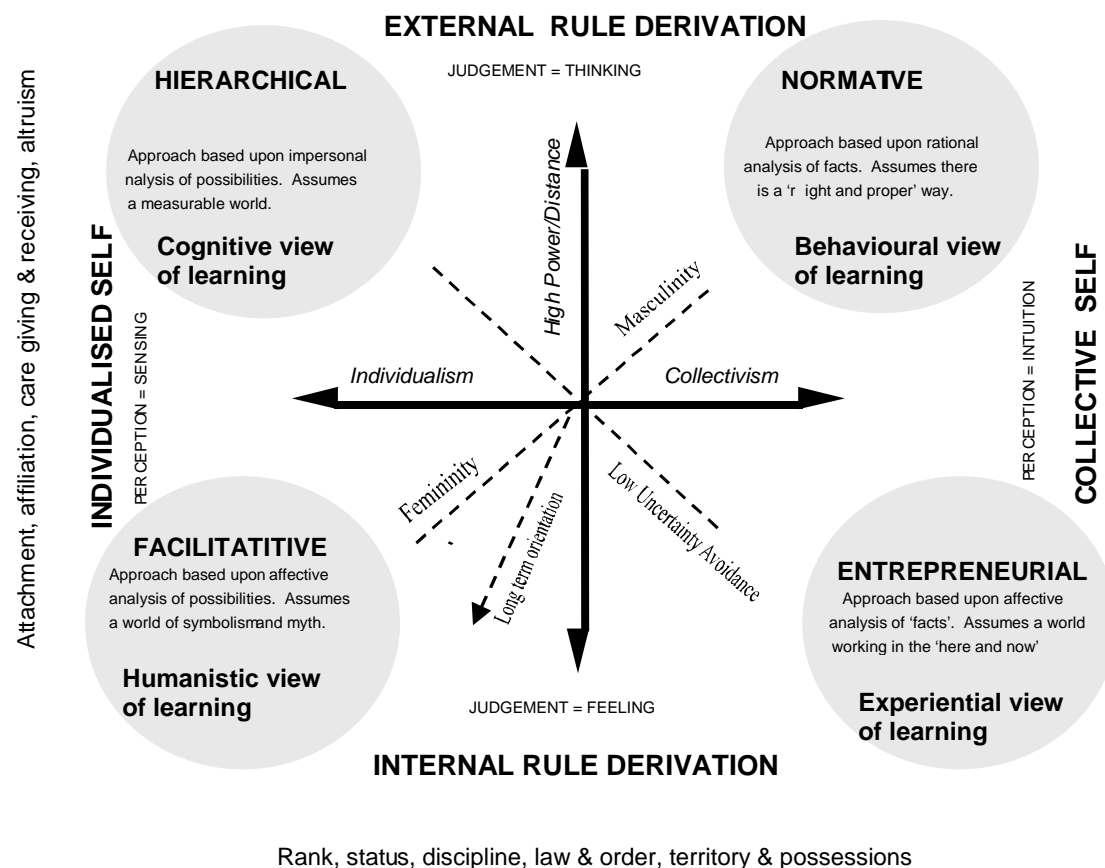 EXTERNAL RULE DERIVATION
JUDGEMENT = THINKING
HIERARCHICAL
Approach based upon impersonal
nalysis of possibilities. Assumes
a measurable world.
Cognitive view
of learning
NORMATIVE
Approach based upon rational
analysis of facts. Assumes there
is a ‘r ight and proper’ way.
Behavioural view
of learning
Attachment, affiliation, care giving & receiving, altruism
INDIVIDUALISED SELF
PERCEPTION = SENSING
High Power/Distance
Masculinity
Individualism
Collectivism
PERCEPTION = INTUITION
COLLECTIVE SELF
Femininity
Long term orientation
Low Uncertainty Avoidance
FACILITATITIVE
Approach based upon affective
analysis of possibilities. Assumes
a world of symbolismand myth.
Humanistic view
of learning
ENTREPRENEURIAL
Approach based upon affective
analysis of ‘facts’. Assumes a world
working in the ‘here and now’
Experiential view
of learning
JUDGEMENT = FEELING
INTERNAL RULE DERIVATION
Rank, status, discipline, law & order, territory & possessions